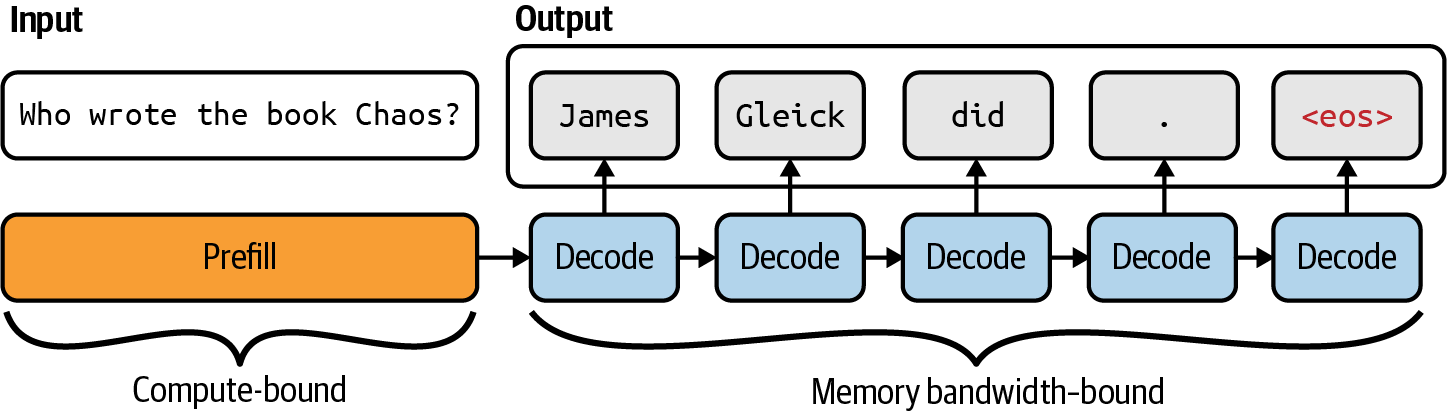 Input
Output
Who wrote the book Chaos?
James
Gleick
did
.
<eos>
Prefill
Decode
Decode
Decode
Decode
Decode
Compute-bound
Memory bandwidth–bound